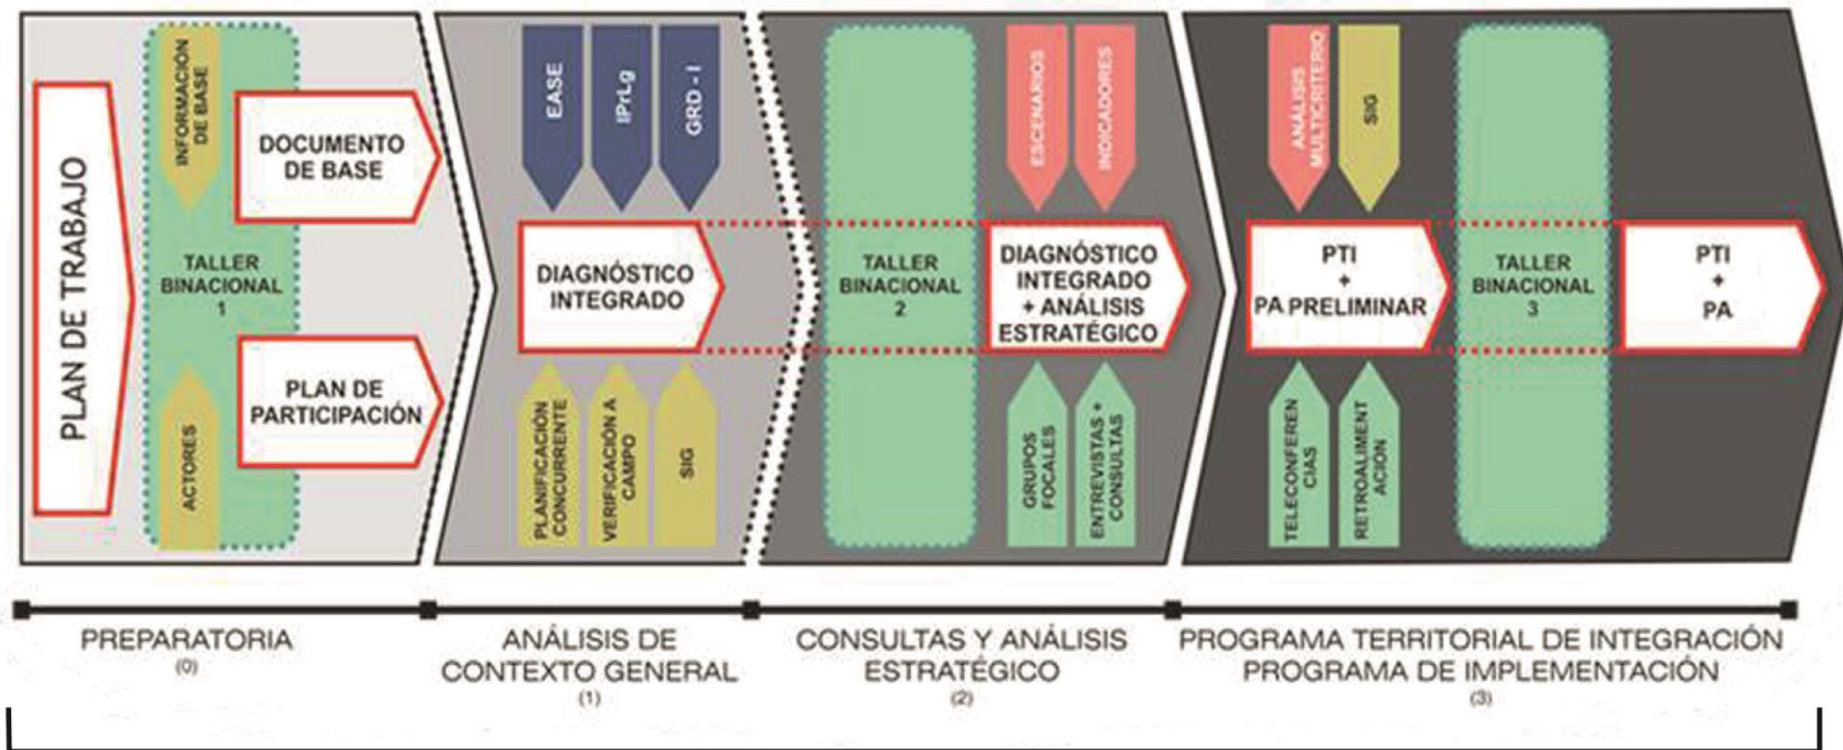 PLAN DE TRABAJO
INFORMACIÓN
DE BASE
TALLER
BINACIONAL
1
ACTORES
DOCUMENTO
DE BASE
PLAN DE
PARTICIPACIÓN
EASE
IPrLg
GRD - I
DIAGNÓSTICO
INTEGRADO
PLANIFICACIÓN
CONCURRENTE
VERIFICACIÓN A
CAMPO
SIG
TALLER
BINACIONAL
2
ESCENARIOS
INDICADORES
DIAGNÓSTICO
INTEGRADO
+ ANÁLISIS
ESTRATÉGICO
GRUPOS
FOCALES
ENTREVISTAS +
CONSULTAS
ANÁLISIS
MULTICRITERIO
SIG
PTI
+
PA PRELIMINAR
TELECONFEREN
CIAS
RETROALIMENT
ACIÓN
TALLER
BINACIONAL
3
PTI
+
PA
PREPARATORIA
(0)
ANÁLISIS DE
CONTEXTO GENERAL
(1)
CONSULTAS Y ANÁLISIS
ESTRATÉGICO
(2)
PROGRAMA TERRITORIAL DE INTEGRACIÓN
PROGRAMA DE IMPLEMENTACIÓN
(3)